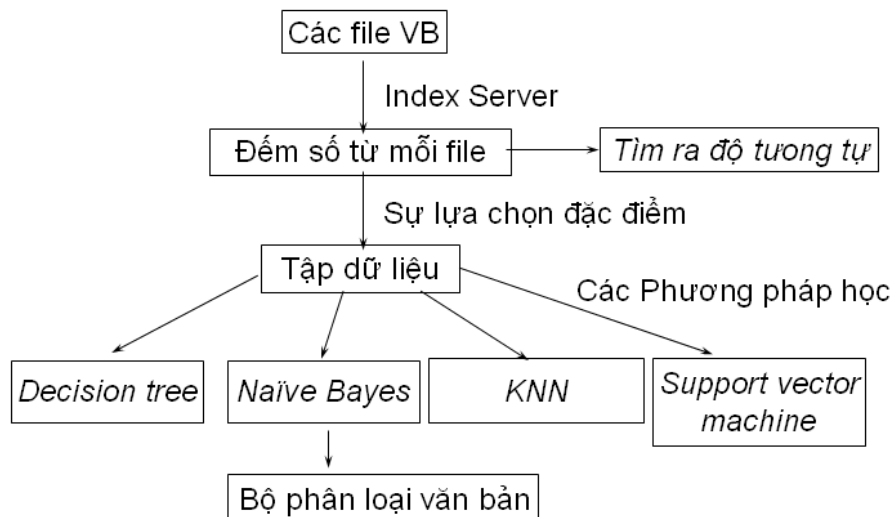 Các file VB
Index Server
Đếm số từ mỗi file
Tìm ra độ tương tự
Sự lựa chọn đặc điểm
Tập dữ liệu
Các Phương pháp học
Decision tree
Naïve Bayes
KNN
Support vector
machine
Bộ phân loại văn bản